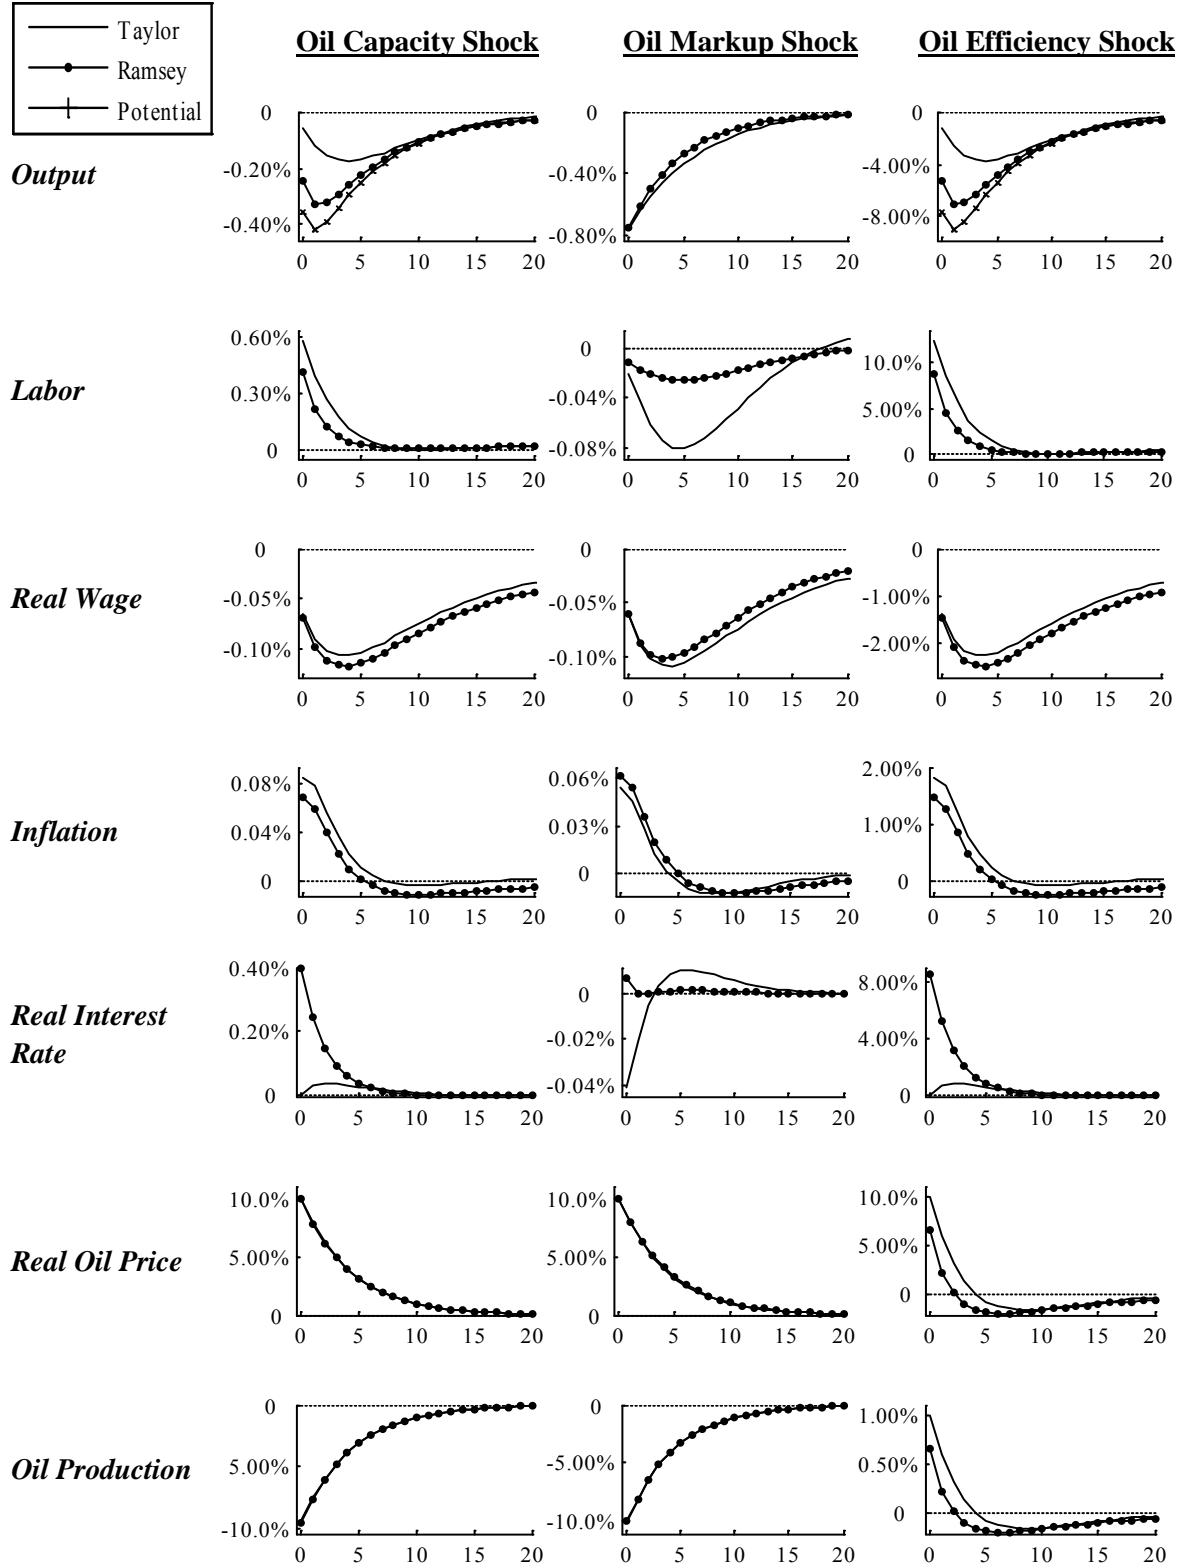 Taylor
Ramsey
Potential
Oil Capacity Shock Oil Markup Shock Oil Efficiency Shock
Output
0
-0.20%
-0.40%
0 5 10 15 20
0
-0.40%
-0.80%
0 5 10 15 20
0
-4.00%
-8.00%
0 5 10 15 20
Labor
0.60%
0.30%
0
0 5 10 15 20
0
-0.04%
-0.08%
0 5 10 15 20
10.0%
5.00%
0
0 5 10 15 20
Real Wage
0
-0.05%
-0.10%
0 5 10 15 20
0
-0.05%
-0.10%
0 5 10 15 20
0
-1.00%
-2.00%
0 5 10 15 20
Inflation
0.08%
0.04%
0
0 5 10 15 20
0.06%
0.03%
0
0 5 10 15 20
2.00%
1.00%
0
0 5 10 15 20
Real Interest
Rate
0.40%
0.20%
0
0 5 10 15 20
0
-0.02%
-0.04%
0 5 10 15 20
8.00%
4.00%
0
0 5 10 15 20
Real Oil Price
10.0%
5.00%
0
0 5 10 15 20
10.0%
5.00%
0
0 5 10 15 20
10.0%
5.00%
0
0 5 10 15 20
Oil Production
0
5.00%
-10.0%
0 5 10 15 20
0
-5.00%
-10.0%
0 5 10 15 20
1.00%
0.50%
0
0 5 10 15 20